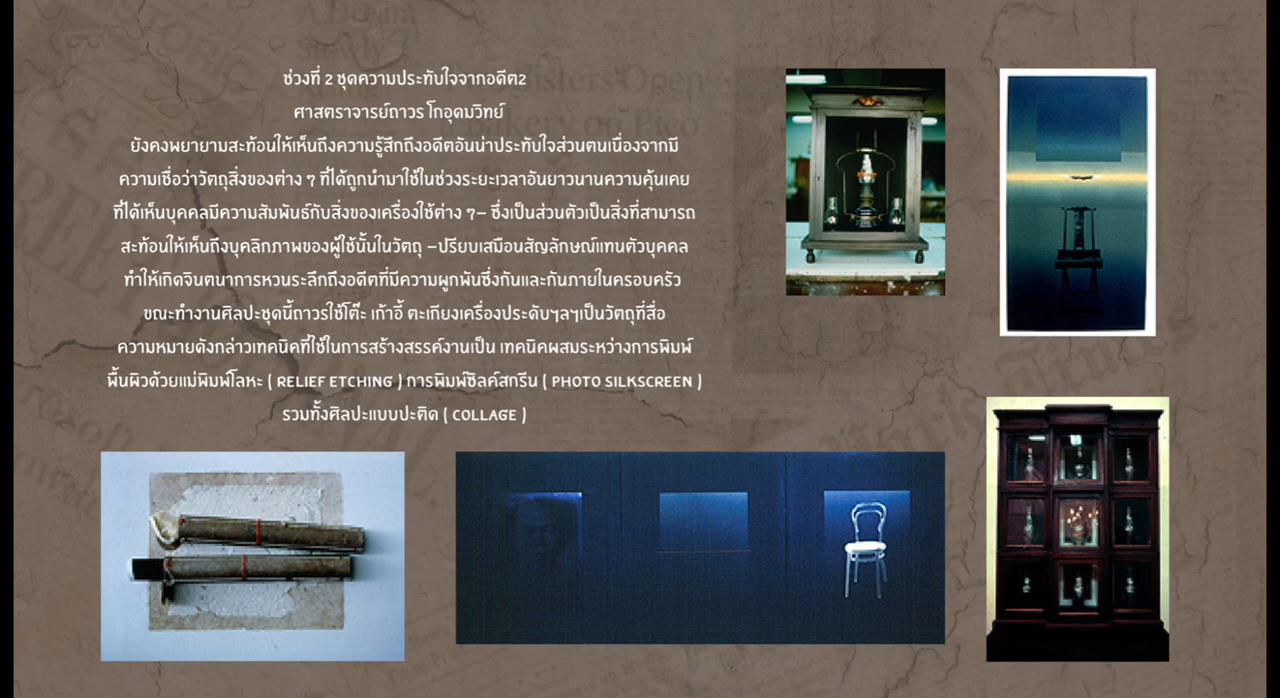 ช่วงที่ 2 ชุดความประทับใจจากอดีต2
ศาสตราจารย์ถาวร โกอุดมวิทย์
ยังคงพยายามสะท้อนให้เห็นถึงความรู้สึกถึงอดีตอันน่าประทับใจส่วนตนเนื่องจากมี
ความเชื่อว่าวัตถุสิ่งของต่าง ๆ ที่ได้ถูกนำมาใช้ในช่วงระยะเวลาอันยาวนานความคุ้นเคย
ที่ได้เห็นบุคคลมีความสัมพันธ์กับสิ่งของเครื่องใช้ต่าง ๆ– ซึ่งเป็นส่วนตัวเป็นสิ่งที่สามารถ
สะท้อนให้เห็นถึงบุคลิกภาพของผู้ใช้นั้นในวัตถุ –ปรียบเสมือนสัญลักษณ์แทนตัวบุคคล
ทำให้เกิดจินตนาการหวนระลึกถึงอดีตที่มีความผูกพันซึ่งกันและกันภายในครอบครัว
ขณะทำงานศิลปะชุดนี้ถาวรใช้โต๊ะ เก้าอี้ ตะเกียงเครื่องประดับฯลฯเป็นวัตถุที่สื่อ
ความหมายดังกล่าวเทคนิคที่ใช้ในการสร้างสรรค์งานเป็น เทคนิคผสมระหว่างการพิมพ์
พื้นผิวด้วยแม่พิมพ์โลหะ ( RELIEF ETCHING ) การพิมพ์ซิลค์สกรีน ( PHOTO SILKSCREEN )
รวมทั้งศิลปะแบบปะติด ( COLLAGE )